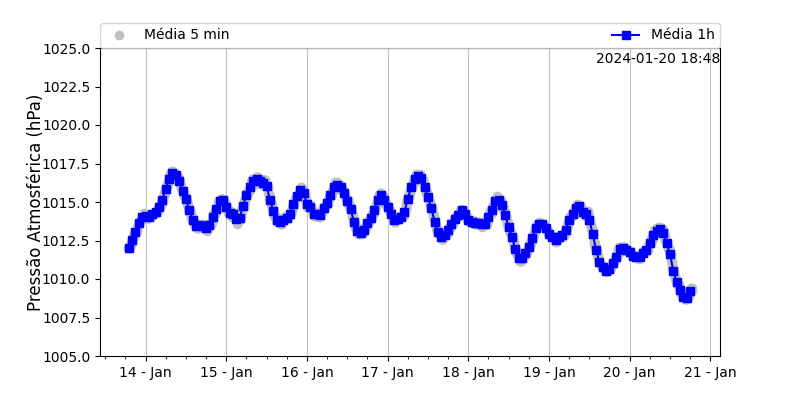 Média 5 min
Média 1h
2024-01-20 18:48
Pressão Atmosférica (hPa)
1025.0
1022.5
1020.0
1017.5
1015.0
1012.5
1010.0
1007.5
1005.0
14 - Jan 15 - Jan 16 - Jan 17 - Jan 18 - Jan 19 - Jan 20 - Jan 21 - Jan